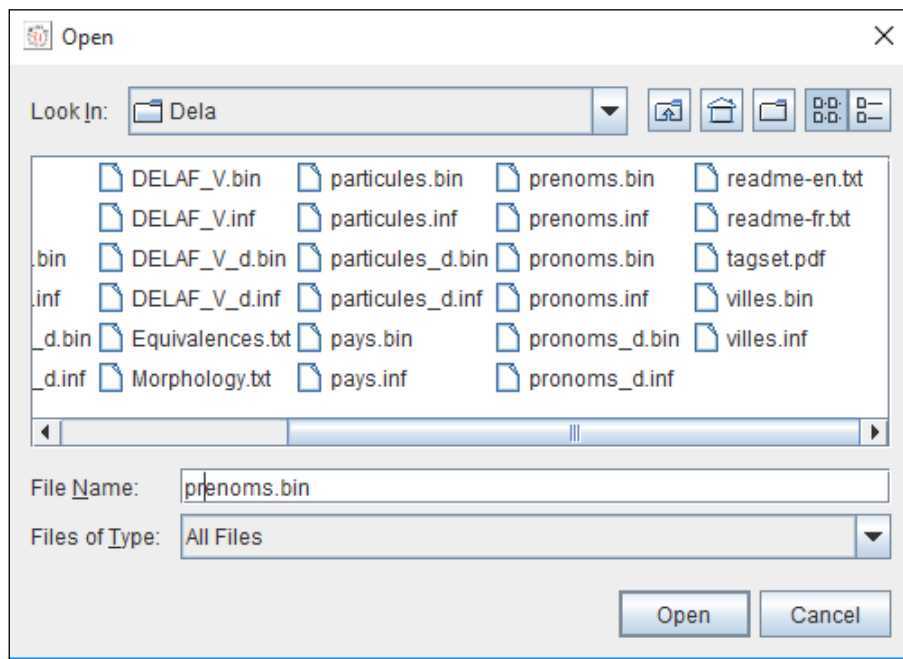 Open
Look In: Dela
DELAF_V.bin particules.bin prenoms.bin readme-en.txt
DELAF_V.inf particules.inf prenoms.inf readme-fr.txt
.bin DELAF_V_d.bin particules_d.bin pronoms.bin tagset.pdf
.inf DELAF_V_d.inf particules_d.inf pronoms.inf villes.bin
_d.bin Equivalences.txt pays.bin pronoms_d.bin villes.inf
_d.inf Morphology.txt pays.inf pronoms_d.inf
File Name: prenoms.bin
Files of Type: All Files
Open Cancel